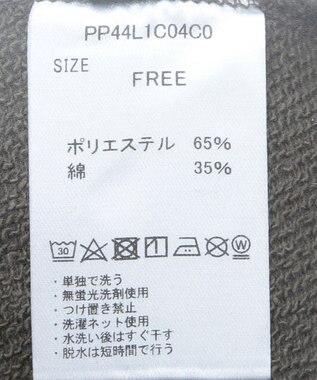 PP44L1C04C0
SIZE
FREE
ポリエステル 65%
綿 35%
30 W
・単独で洗う
・無蛍光洗剤使用
・つけ置き禁止
・洗濯ネット使用
・水洗い後はすぐ干す
・脱水は短時間で行う